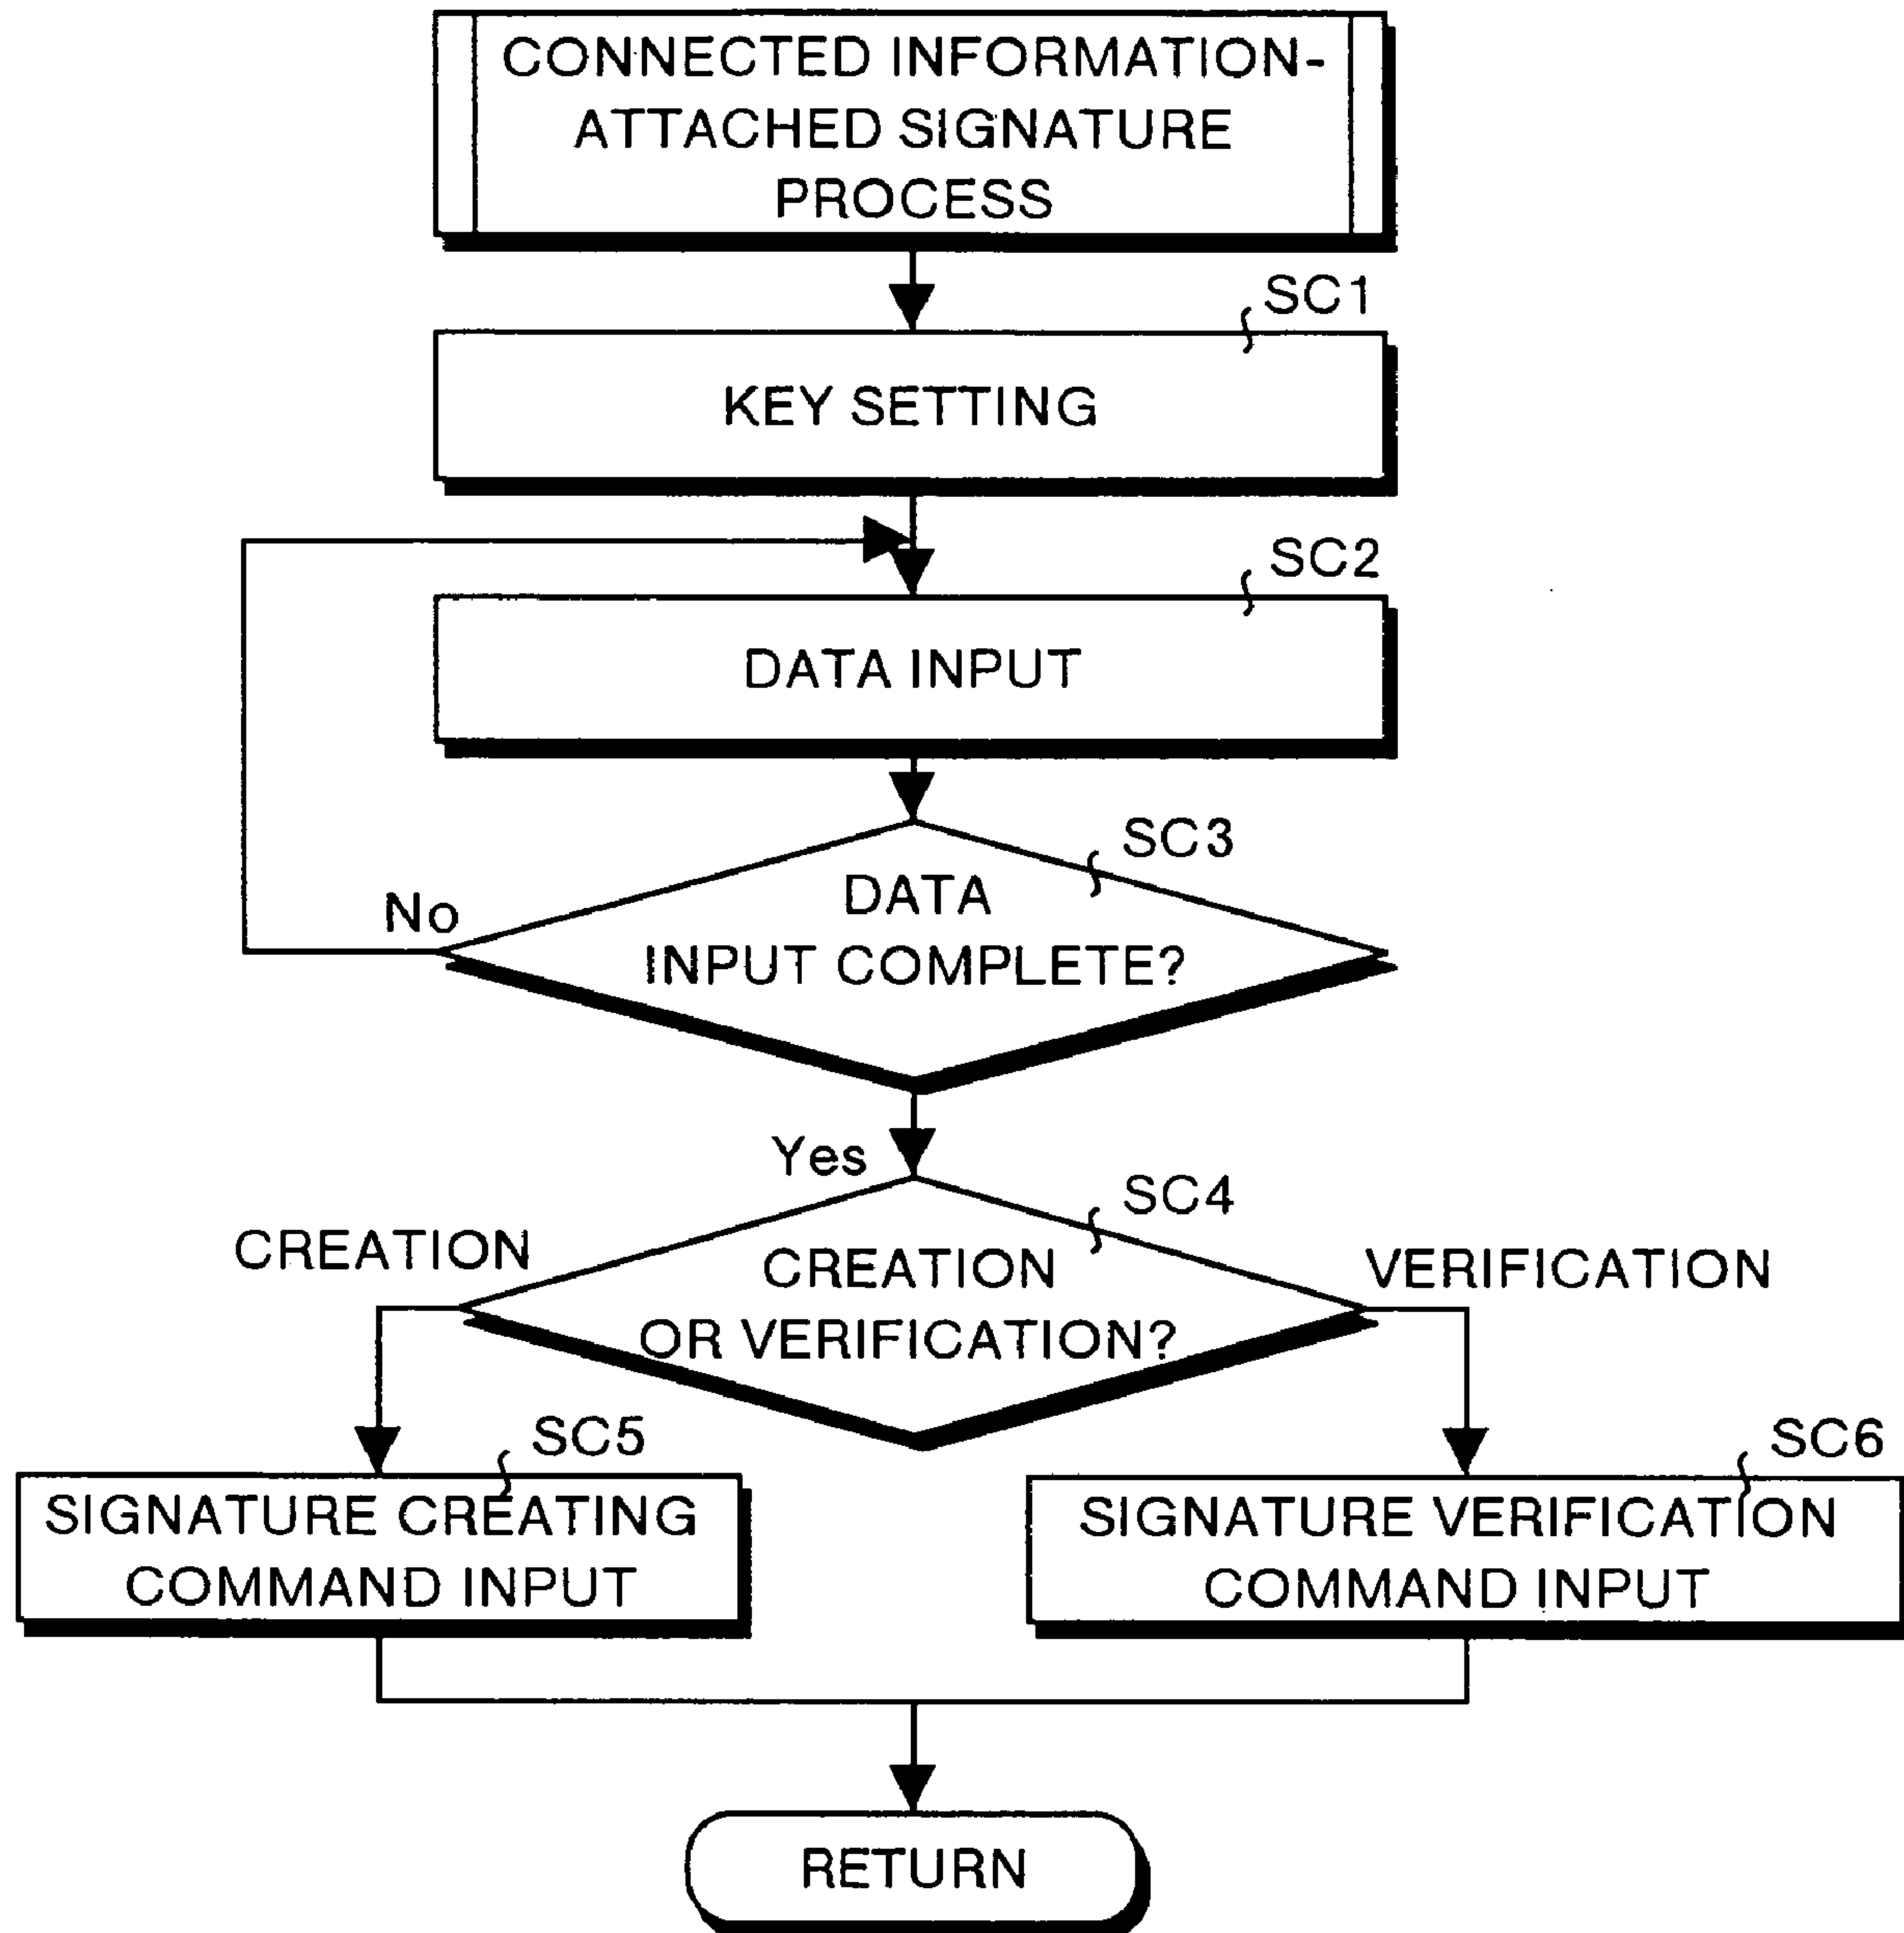 CONNECTED INFORMATION-
ATTACHED SIGNATURE
PROCESS
SC1
KEY SETTING
SC2
DATA INPUT
SC3
DATA
INPUT COMPLETE?
No
Yes
SC4
CREATION
OR VERIFICATION?
CREATION
VERIFICATION
SC5
SIGNATURE CREATING
COMMAND INPUT
SC6
SIGNATURE VERIFICATION
COMMAND INPUT
RETURN